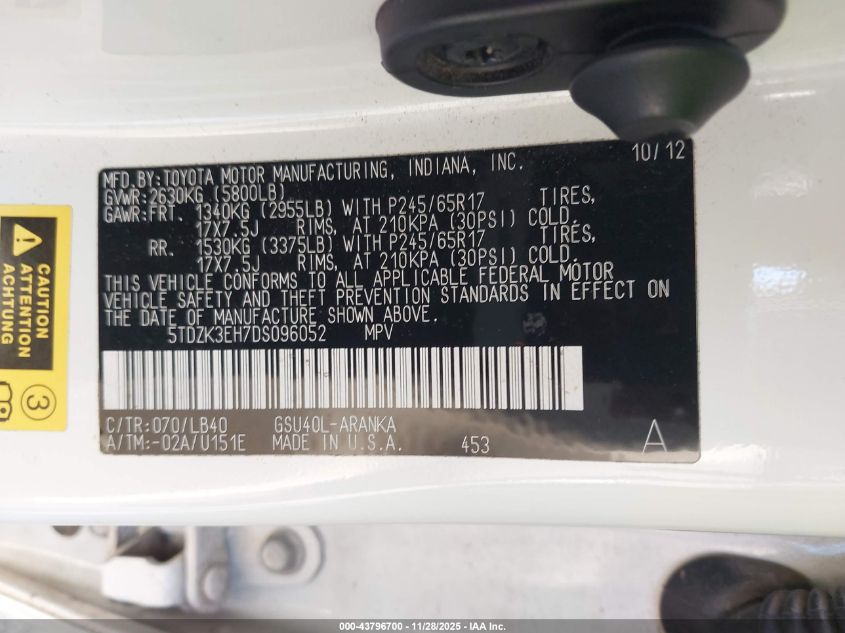 MFD.BY:TOYOTA MOTOR MANUFACTURING, INDIANA, INC. 10/12
GVWR:2630KG (5800LB)
GAWR:FRT. 1340KG (2955LB) WITH P245/65R17 TIRES,
17X7.5J RIMS, AT 210KPA (30PSI) COLD.
RR. 1530KG (3375LB) WITH P245/65R17 TIRES,
17X7.5J RIMS, AT 210KPA (30PSI) COLD.
THIS VEHICLE CONFORMS TO ALL APPLICABLE FEDERAL MOTOR
VEHICLE SAFETY AND THEFT PREVENTION STANDARDS IN EFFECT ON
THE DATE OF MANUFACTURE SHOWN ABOVE.
5TDZK3EH7DS096052 MPV
C/TR:070/LB40 GSU40L-ARANKA
A/TM:-02A/U151E MADE IN U.S.A. 453 A
CAUTION
ATTENTION
3
000-43796700 - 11/28/2025 - IAA Inc.